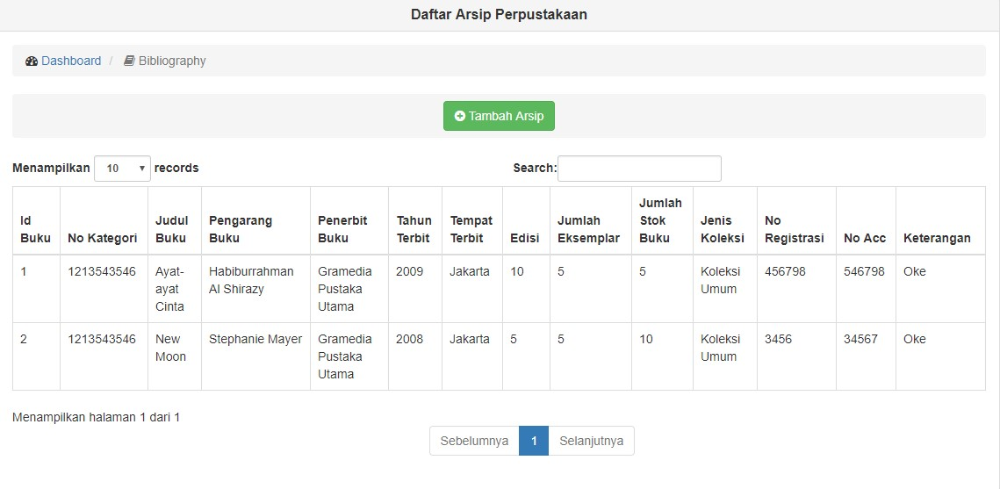 Daftar Arsip Perpustakaan
Dashboard / Bibliography
Tambah Arsip
Menampilkan 10 records Search:
Id Buku No Kategori Judul Buku Pengarang Buku Penerbit Buku Tahun Terbit Tempat Terbit Edisi Jumlah Eksemplar Jumlah Stok Buku Jenis Koleksi No Registrasi No Acc Keterangan
1 1213543546 Ayat-ayat Cinta Habiburrahman Al Shirazy Gramedia Pustaka Utama 2009 Jakarta 10 5 5 Koleksi Umum 456798 546798 Oke
2 1213543546 New Moon Stephanie Mayer Gramedia Pustaka Utama 2008 Jakarta 5 5 10 Koleksi Umum 3456 34567 Oke
Menampilkan halaman 1 dari 1
Sebelumnya 1 Selanjutnya